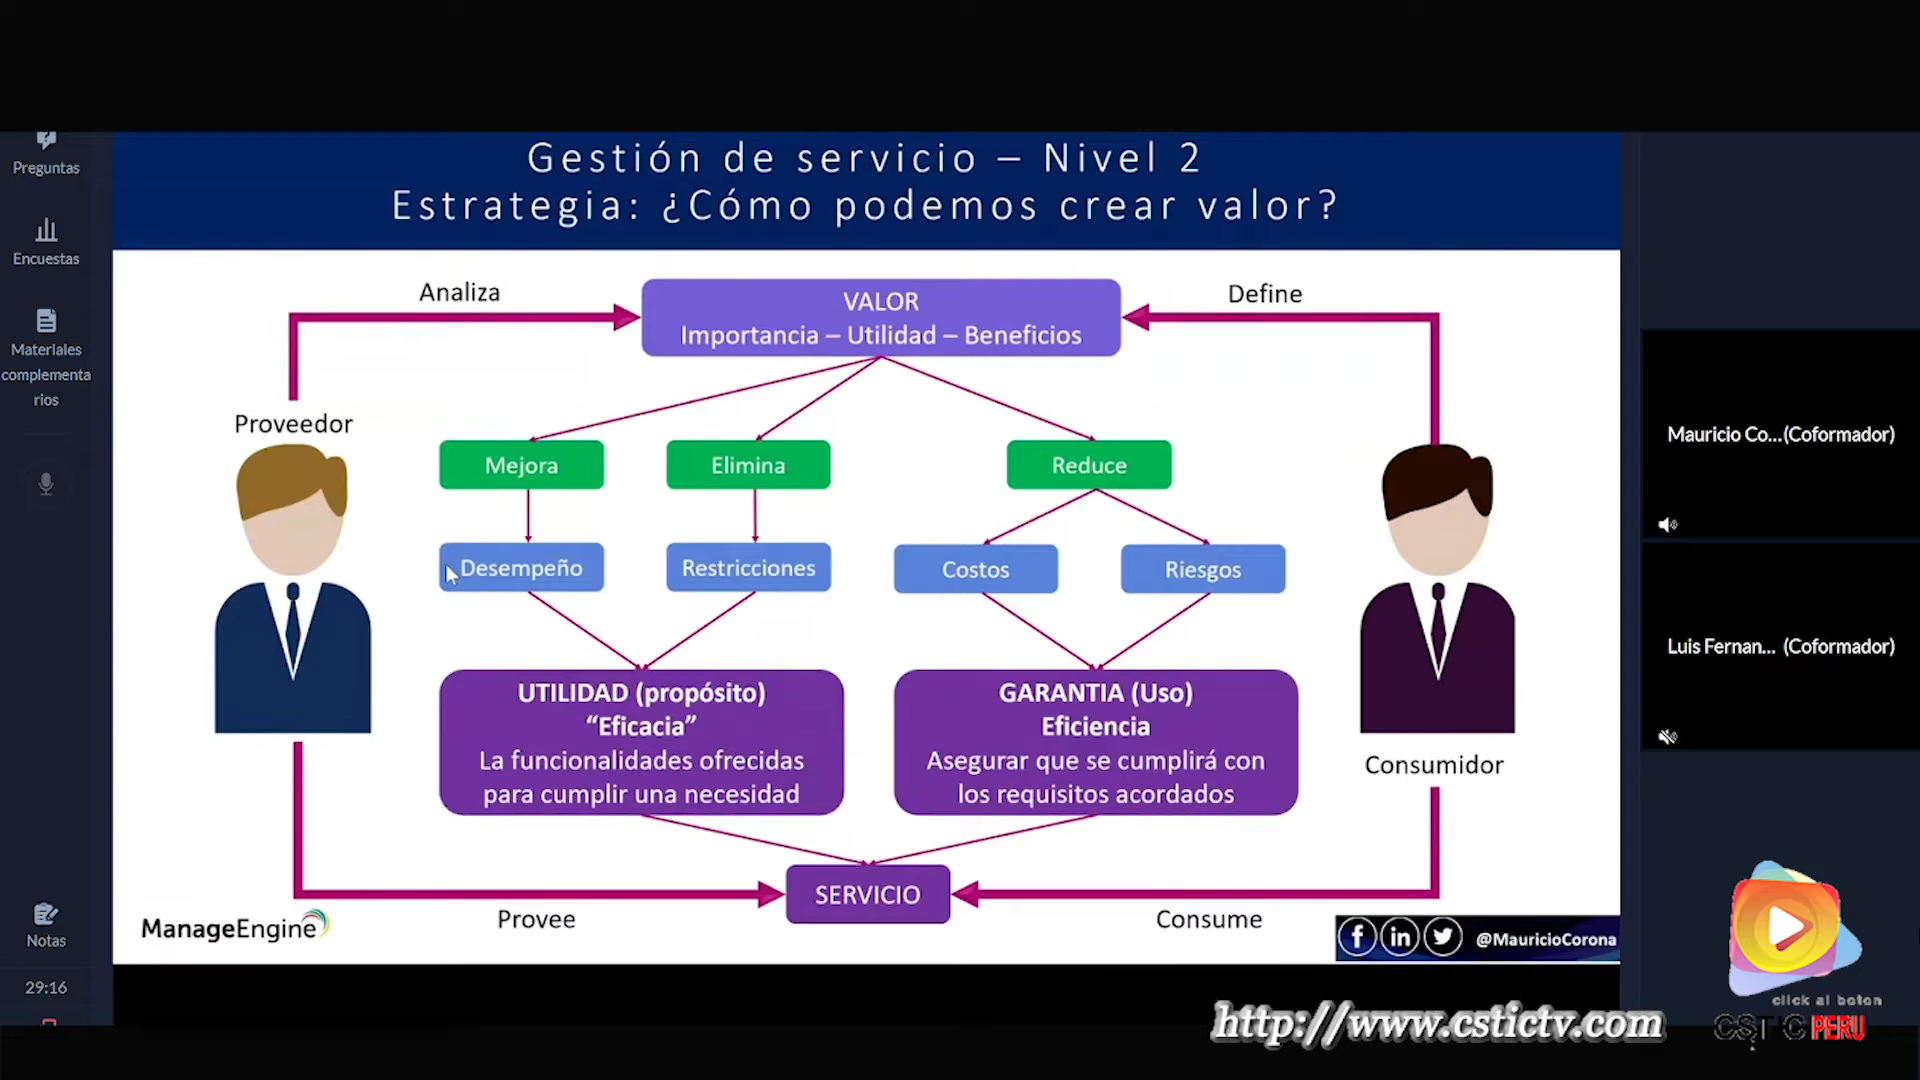 Preguntas
Encuestas
Materiales
complementa
rios
Notas
29:16
Gestión de servicio – Nivel 2
Estrategia: ¿Cómo podemos crear valor?
Analiza
VALOR
Importancia – Utilidad – Beneficios
Define
Proveedor
Mejora
Elimina
Reduce
Desempeño
Restricciones
Costos
Riesgos
UTILIDAD (propósito)
“Eficacia”
La funcionalidades ofrecidas
para cumplir una necesidad
GARANTIA (Uso)
Eficiencia
Asegurar que se cumplirá con
los requisitos acordados
Consumidor
SERVICIO
Provee
Consume
ManageEngine
@MauricioCorona
Mauricio Co...(Coformador)
Luis Fernan... (Coformador)
click al boton
CSTIC PERU
http://www.cstictv.com